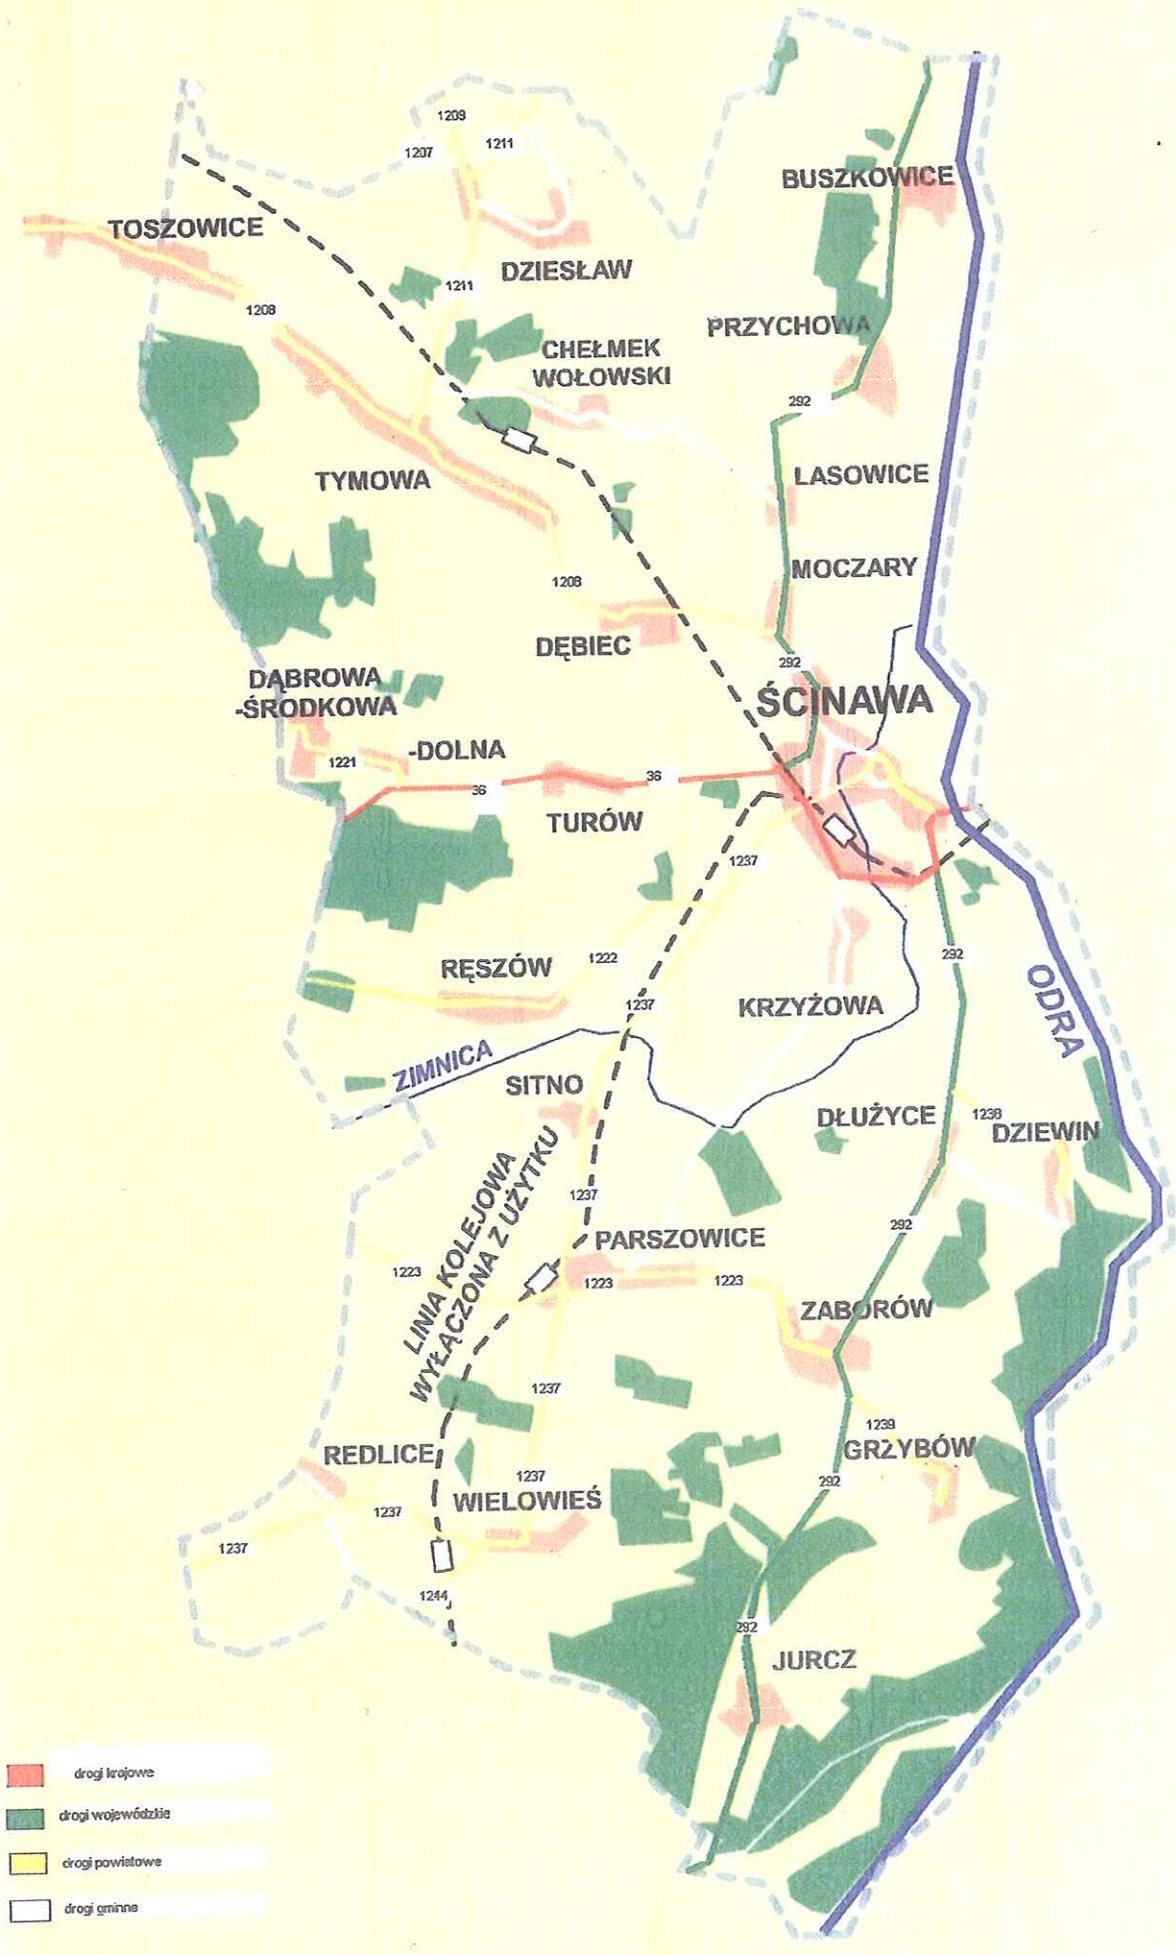 1209
1207
1211
BUSZKOWICE
TOSZOWICE
DZIESŁAW
1211
1208
PRZYCHOWA
CHEŁMEK
WOŁOWSKI
292
TYMOWA
LASOWICE
MOCZARY
1208
DĘBIEC
292
DĄBROWA
-ŚRODKOWA
ŚCINAWA
-DOLNA
1221
36
36
TURÓW
1237
292
RĘSZÓW
1222
1237
KRZYŻOWA
ODRA
ZIMNICA
SITNO
DŁUŻYCE
1238
DZIEWIN
LINIA KOLEJOWA
WYŁĄCZONA Z UŻYTKU
1237
292
PARSZOWICE
1223
1223
1223
ZABORÓW
1237
1239
GRZYBÓW
REDLICE
1237
292
WIELOWIEŚ
1237
1237
1244
292
JURCZ
drogi krajowe
drogi wojewódzkie
drogi powiatowe
drogi gminne